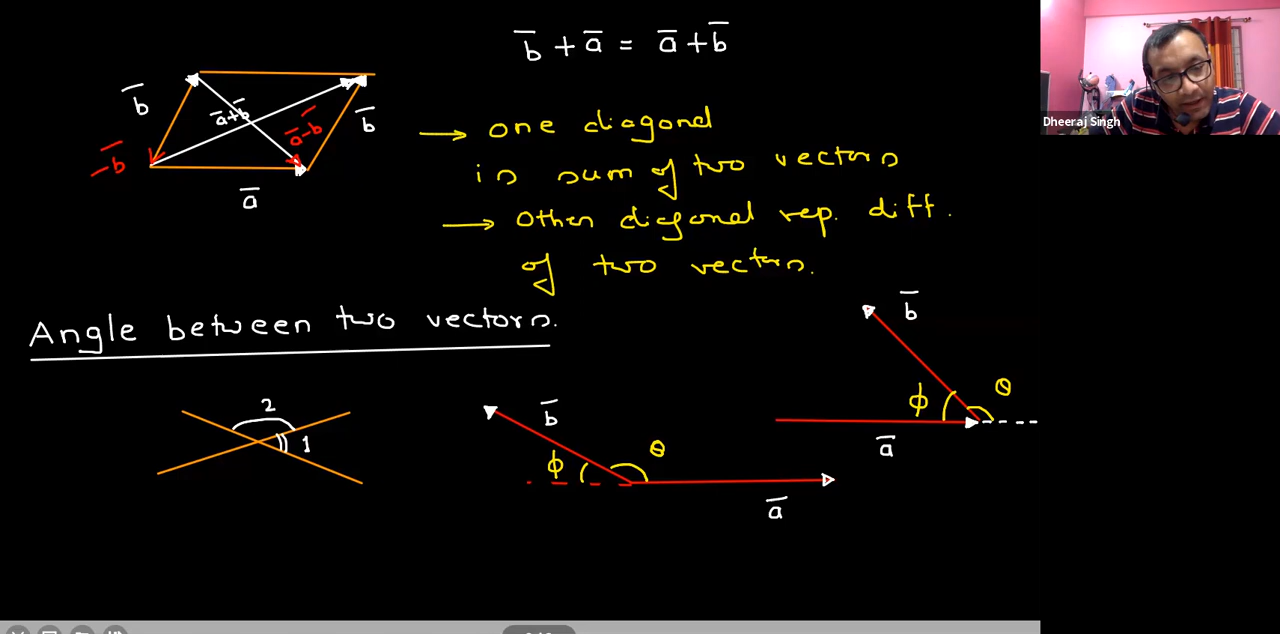 b̅ + a̅ = a̅ + b̅
b̅
a̅+b̅
a̅-b̅
b̅
-b̅
a̅
→ one diagonal
is sum of two vectors
→ Other diagonal rep. diff.
of two vectors.
Dheeraj Singh
Angle between two vectors.
2
1
b̅
ϕ
θ
a̅
b̅
ϕ
θ
a̅